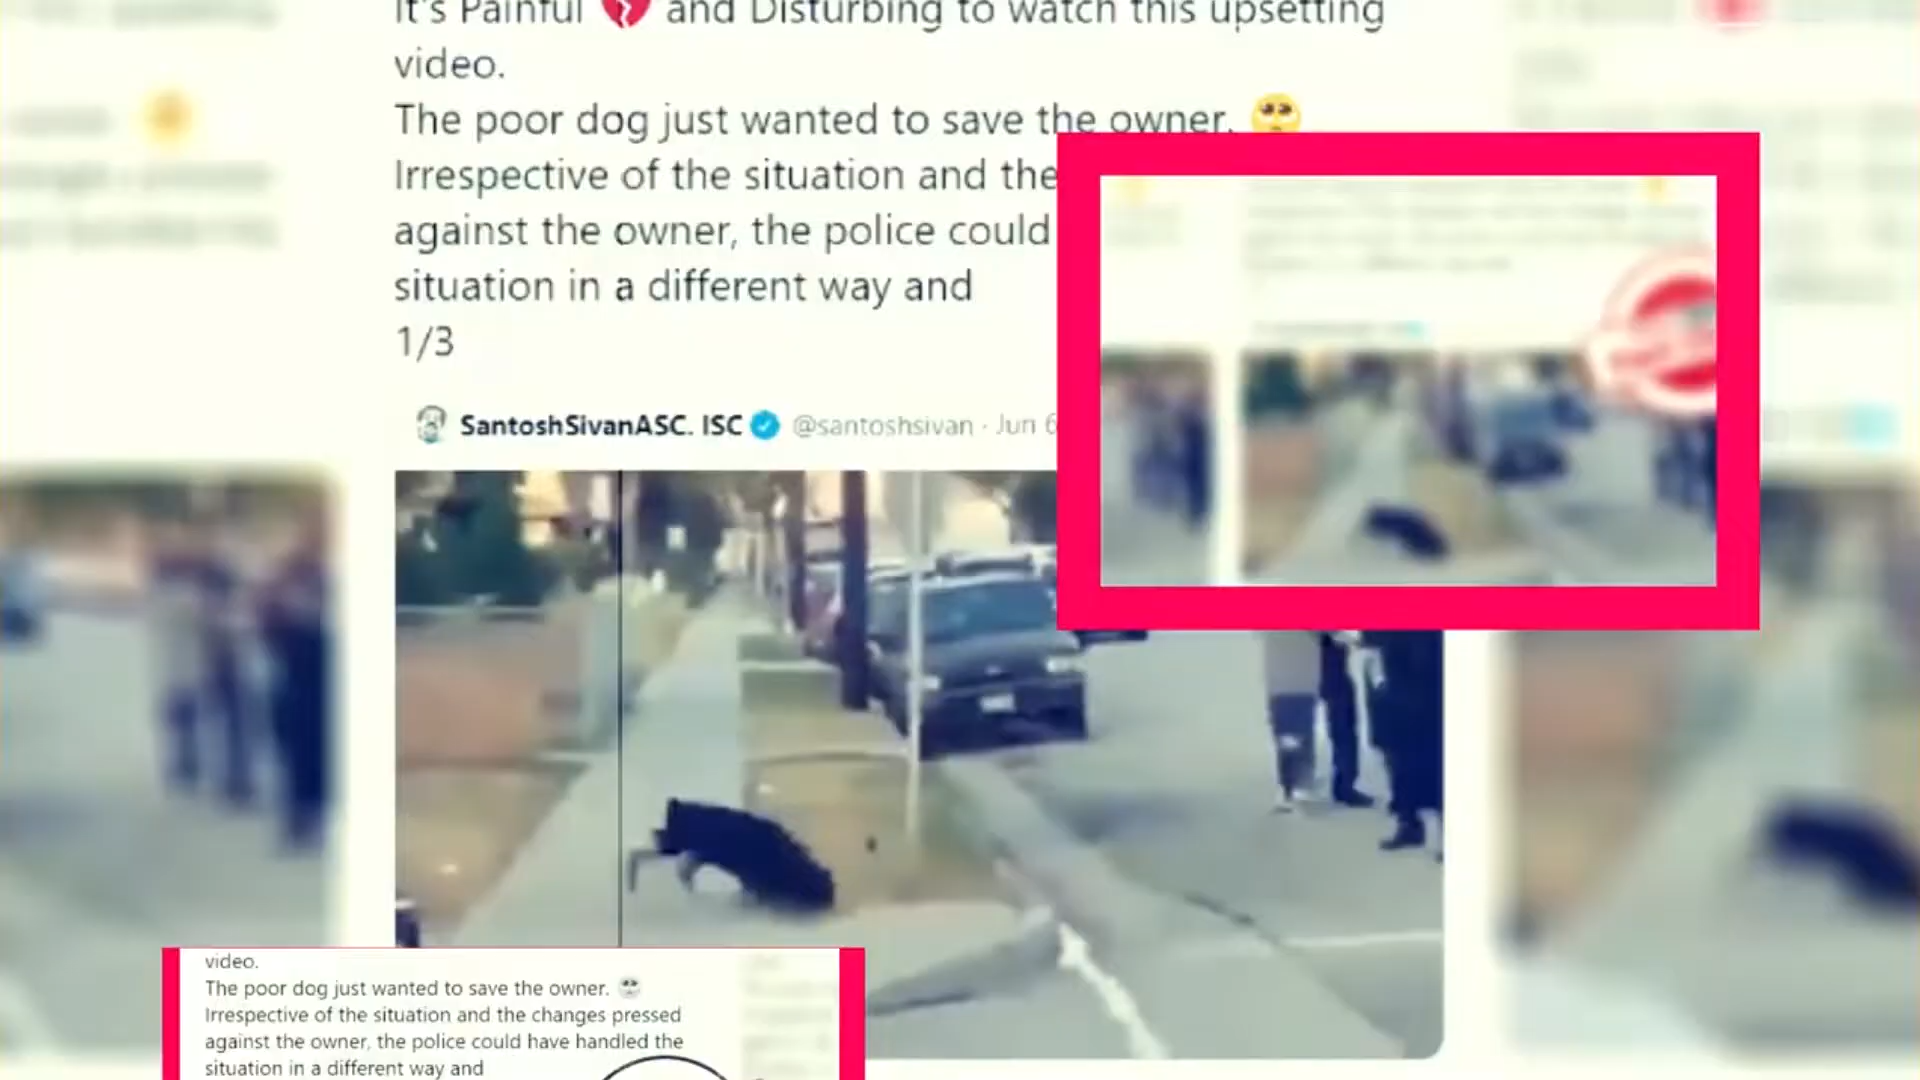 It's Painful 💔 and Disturbing to watch this upsetting
video.
The poor dog just wanted to save the owner. 🥺
Irrespective of the situation and the
against the owner, the police could
situation in a different way and
1/3
SantoshSivanASC. ISC @santoshsivan · Jun 6
video.
The poor dog just wanted to save the owner. 🥺
Irrespective of the situation and the changes pressed
against the owner, the police could have handled the
situation in a different way and